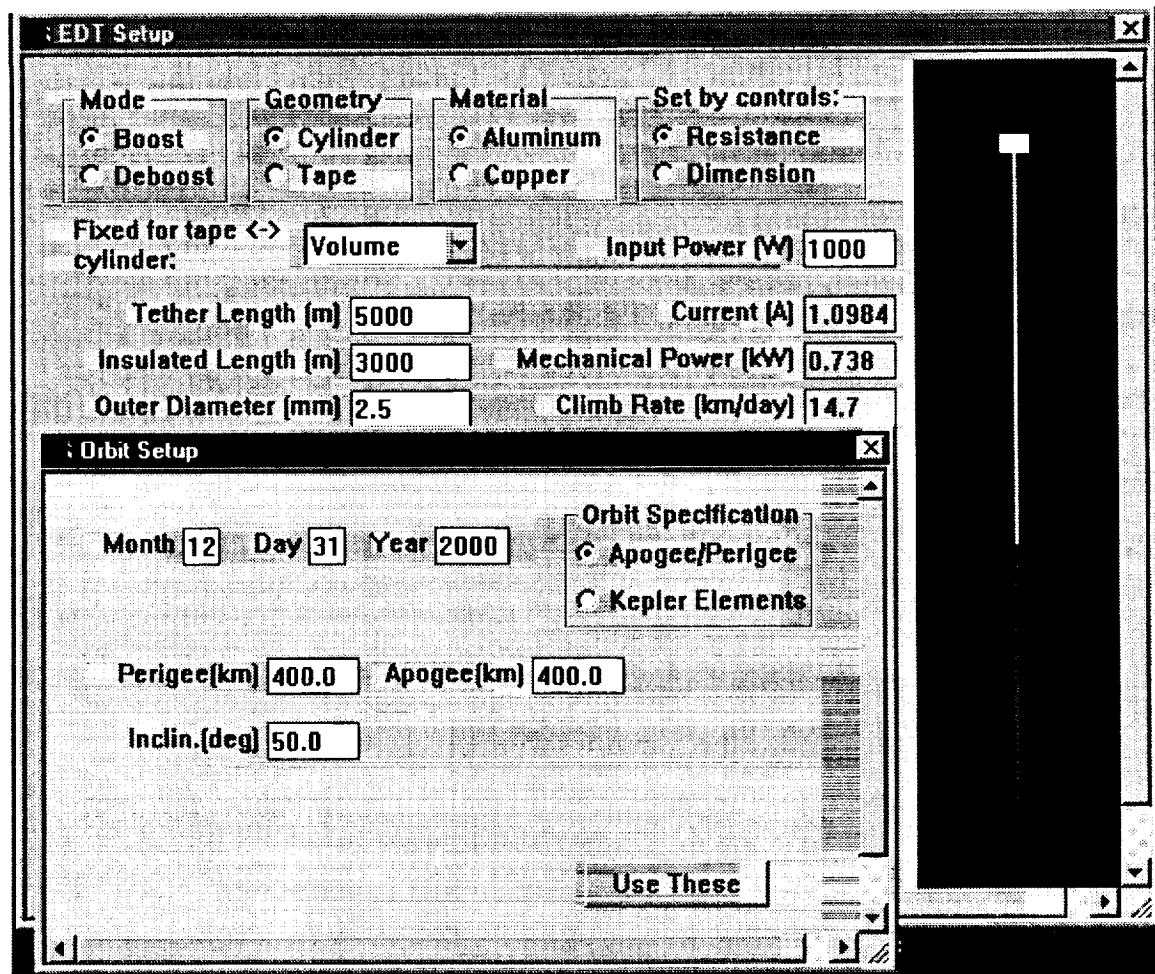 EDT Setup
Mode Geometry Material Set by controls:
Boost Cylinder Aluminum Resistance
Deboost Tape Copper Dimension
Fixed for tape <->
cylinder:
Volume Input Power (W) 1000
Tether Length (m) 5000 Current (A) 1.0984
Insulated Length (m) 3000 Mechanical Power (kW) 0.738
Outer Diameter (mm) 2.5 Climb Rate (km/day) 14.7
Orbit Setup
Orbit Specification
Month 12 Day 31 Year 2000
Apogee/Perigee
Kepler Elements
Perigee(km) 400.0 Apogee(km) 400.0
Inclin.(deg) 50.0
Use These